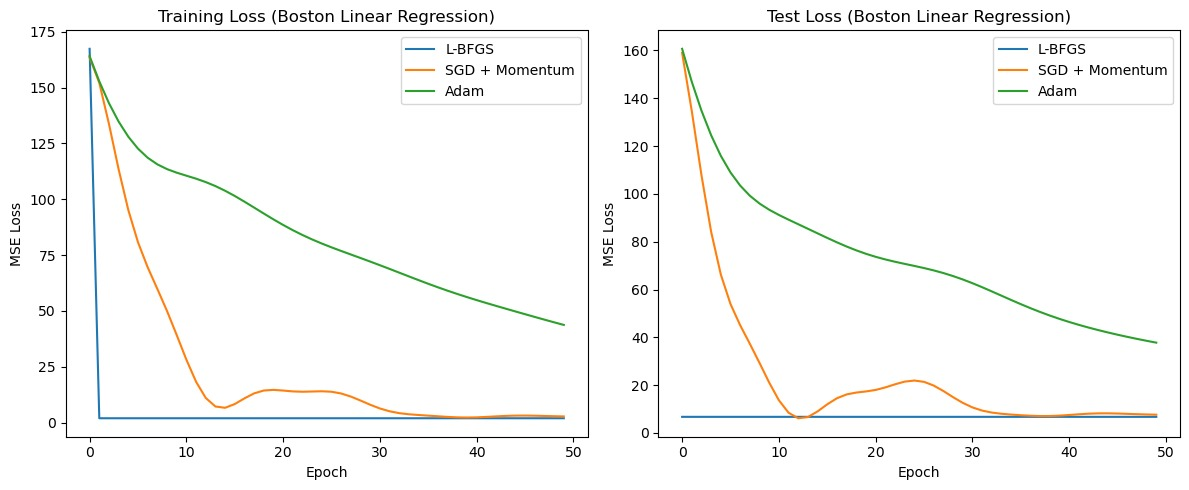 Training Loss (Boston Linear Regression)
175
150
125
100
75
50
25
0
MSE Loss
0
10
20
30
40
50
Epoch
L-BFGS
SGD + Momentum
Adam
Test Loss (Boston Linear Regression)
160
140
120
100
80
60
40
20
0
MSE Loss
0
10
20
30
40
50
Epoch
L-BFGS
SGD + Momentum
Adam